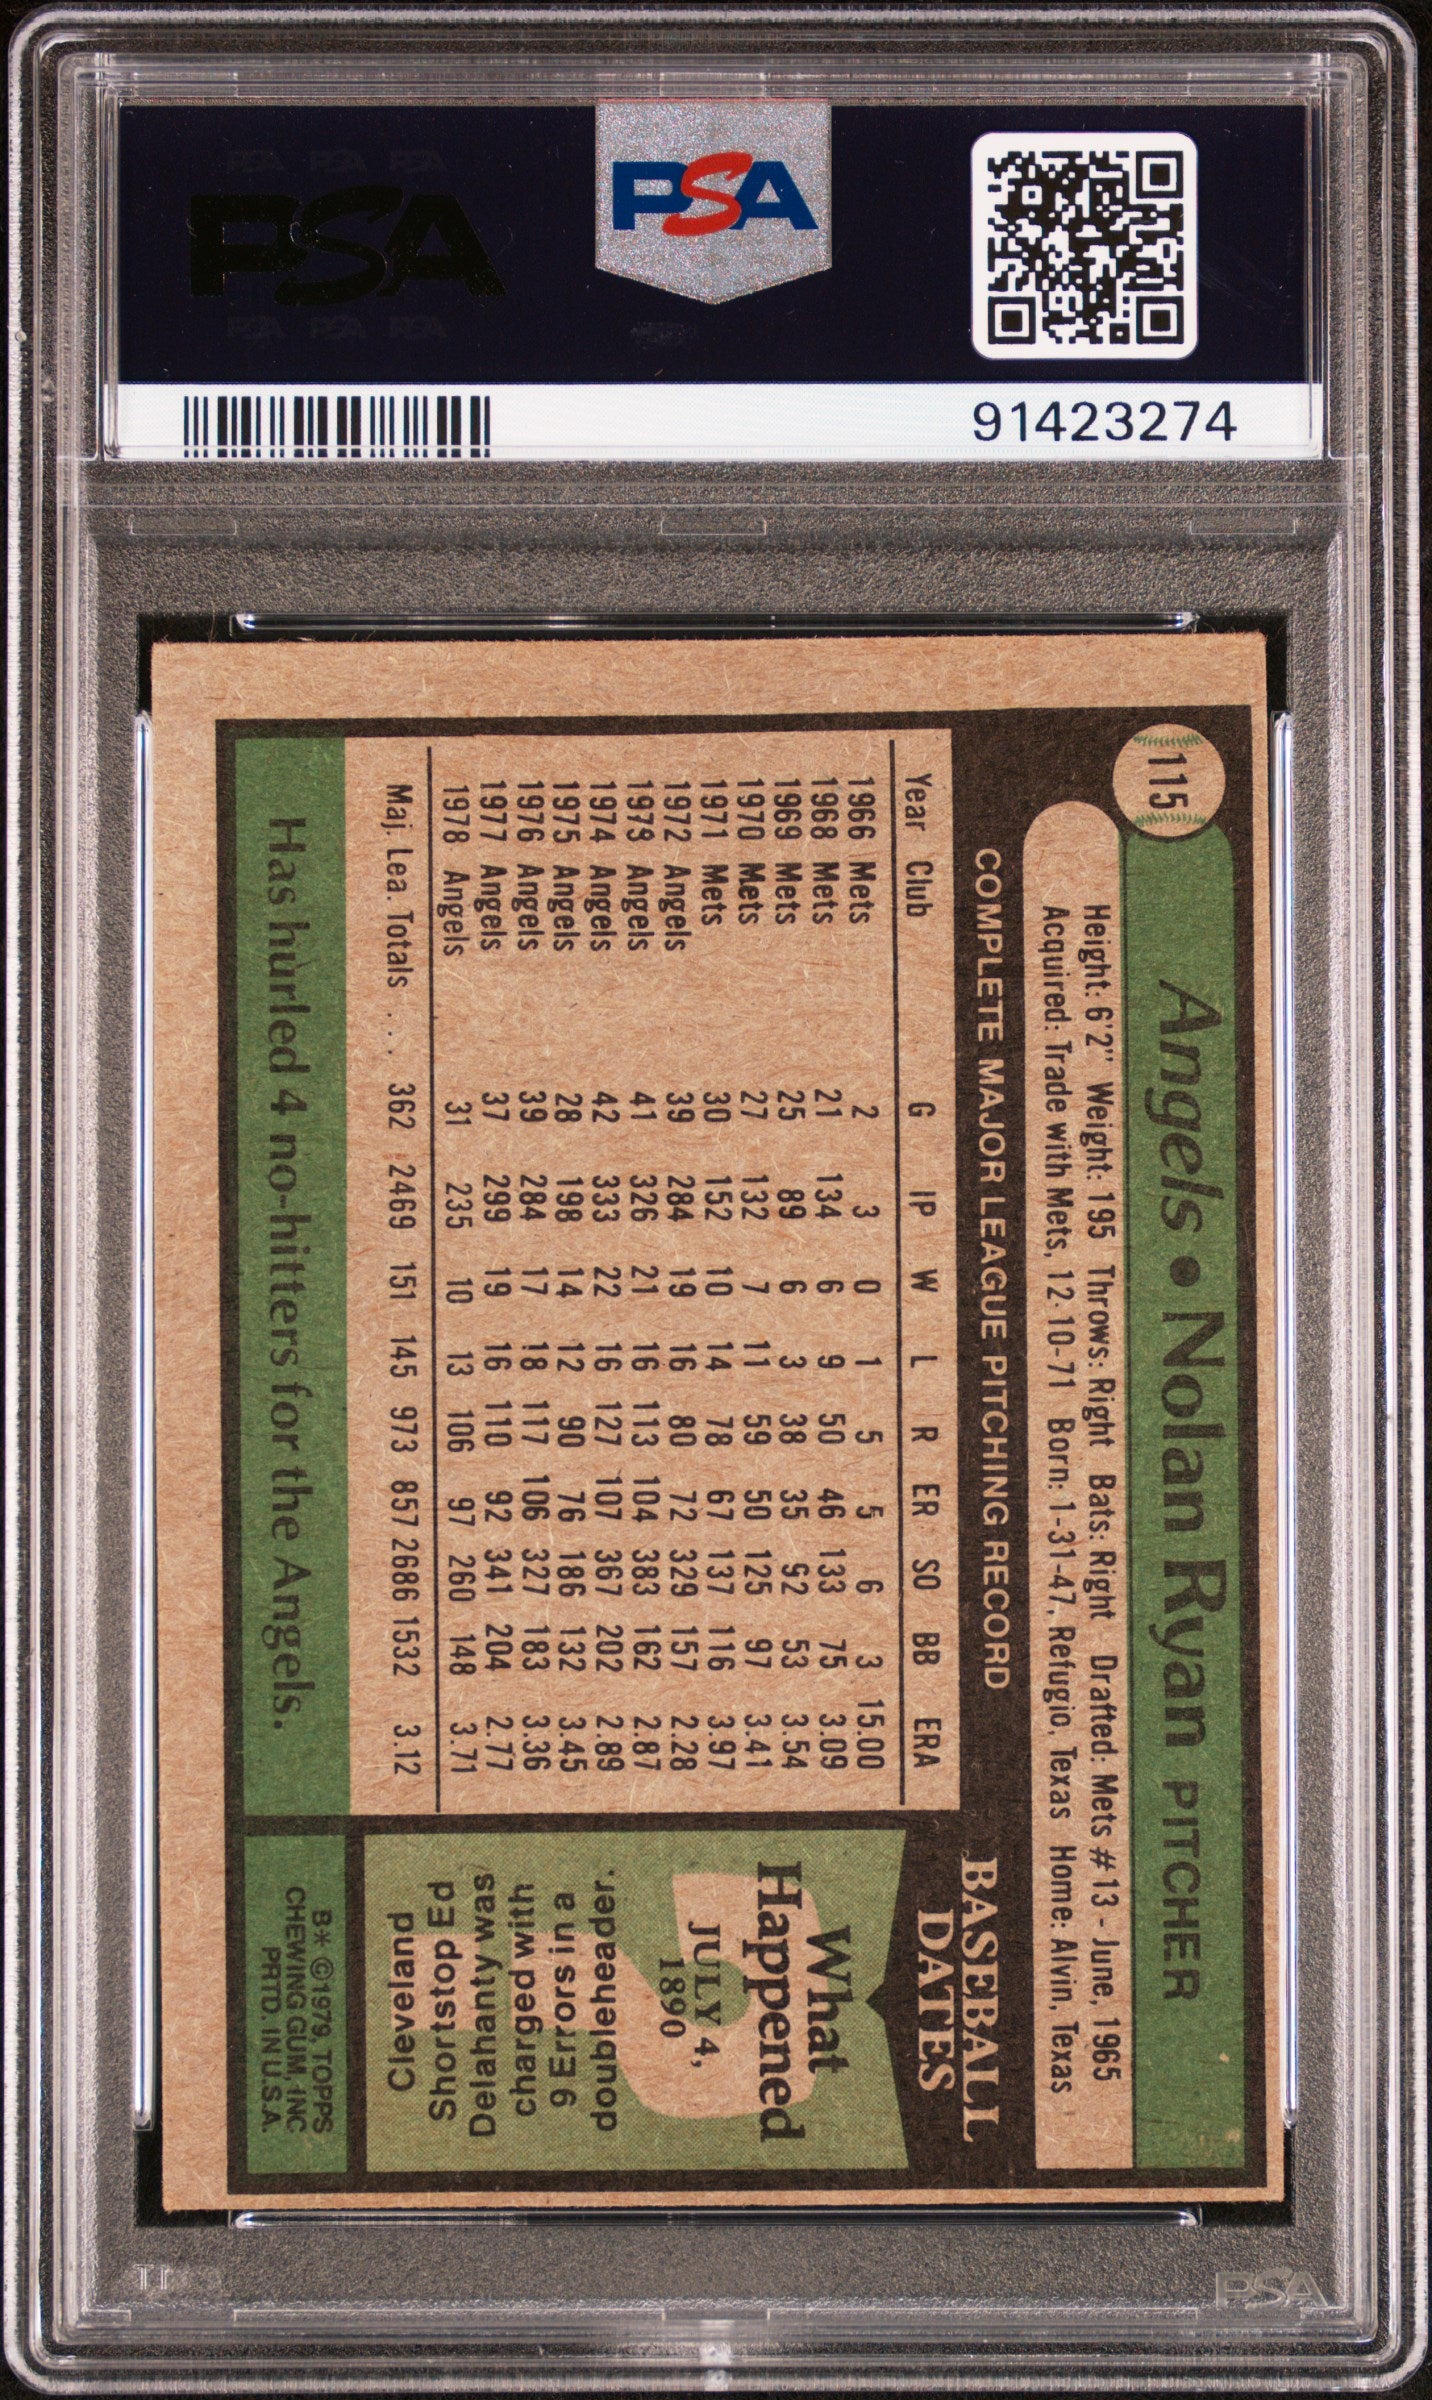 PSA PSA PSA
PSA
PSA PSA PSA
PSA
91423274
115
Angels • Nolan Ryan PITCHER
Height: 6'2" Weight: 195 Throws: Right Bats: Right Drafted: Mets #13 - June, 1965
Acquired: Trade with Mets, 12-10-71 Born: 1-31-47, Refugio, Texas Home: Alvin, Texas
COMPLETE MAJOR LEAGUE PITCHING RECORD
Year Club G IP W L R ER SO BB ERA
1966 Mets 2 3 0 1 5 5 6 3 15.00
1968 Mets 21 134 6 9 50 46 133 75 3.09
1969 Mets 25 89 6 3 38 35 92 53 3.54
1970 Mets 27 132 7 11 59 50 125 97 3.41
1971 Mets 30 152 10 14 78 67 137 116 3.97
1972 Angels 39 284 19 16 80 72 329 157 2.28
1973 Angels 41 326 21 16 113 104 383 162 2.87
1974 Angels 42 333 22 16 127 107 367 202 2.89
1975 Angels 28 198 14 12 90 76 186 132 3.45
1976 Angels 39 284 17 18 117 106 327 183 3.36
1977 Angels 37 299 19 16 110 92 341 204 2.77
1978 Angels 31 235 10 13 106 97 260 148 3.71
Maj. Lea. Totals . . . 362 2469 151 145 973 857 2686 1532 3.12
Has hurled 4 no-hitters for the Angels.
BASEBALL
DATES
What
Happened
JULY 4,
1890
Cleveland
Shortstop Ed
Delahanty was
charged with
9 Errors in a
doubleheader.
B* ©1979, TOPPS
CHEWING GUM, INC
PRTD. IN U.S.A.
PSA